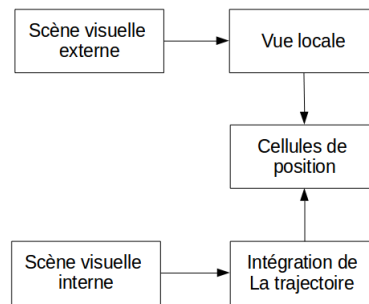 Scène visuelle
externe
Vue locale
Cellules de
position
Scène visuelle
interne
Intégration de
La trajectoire